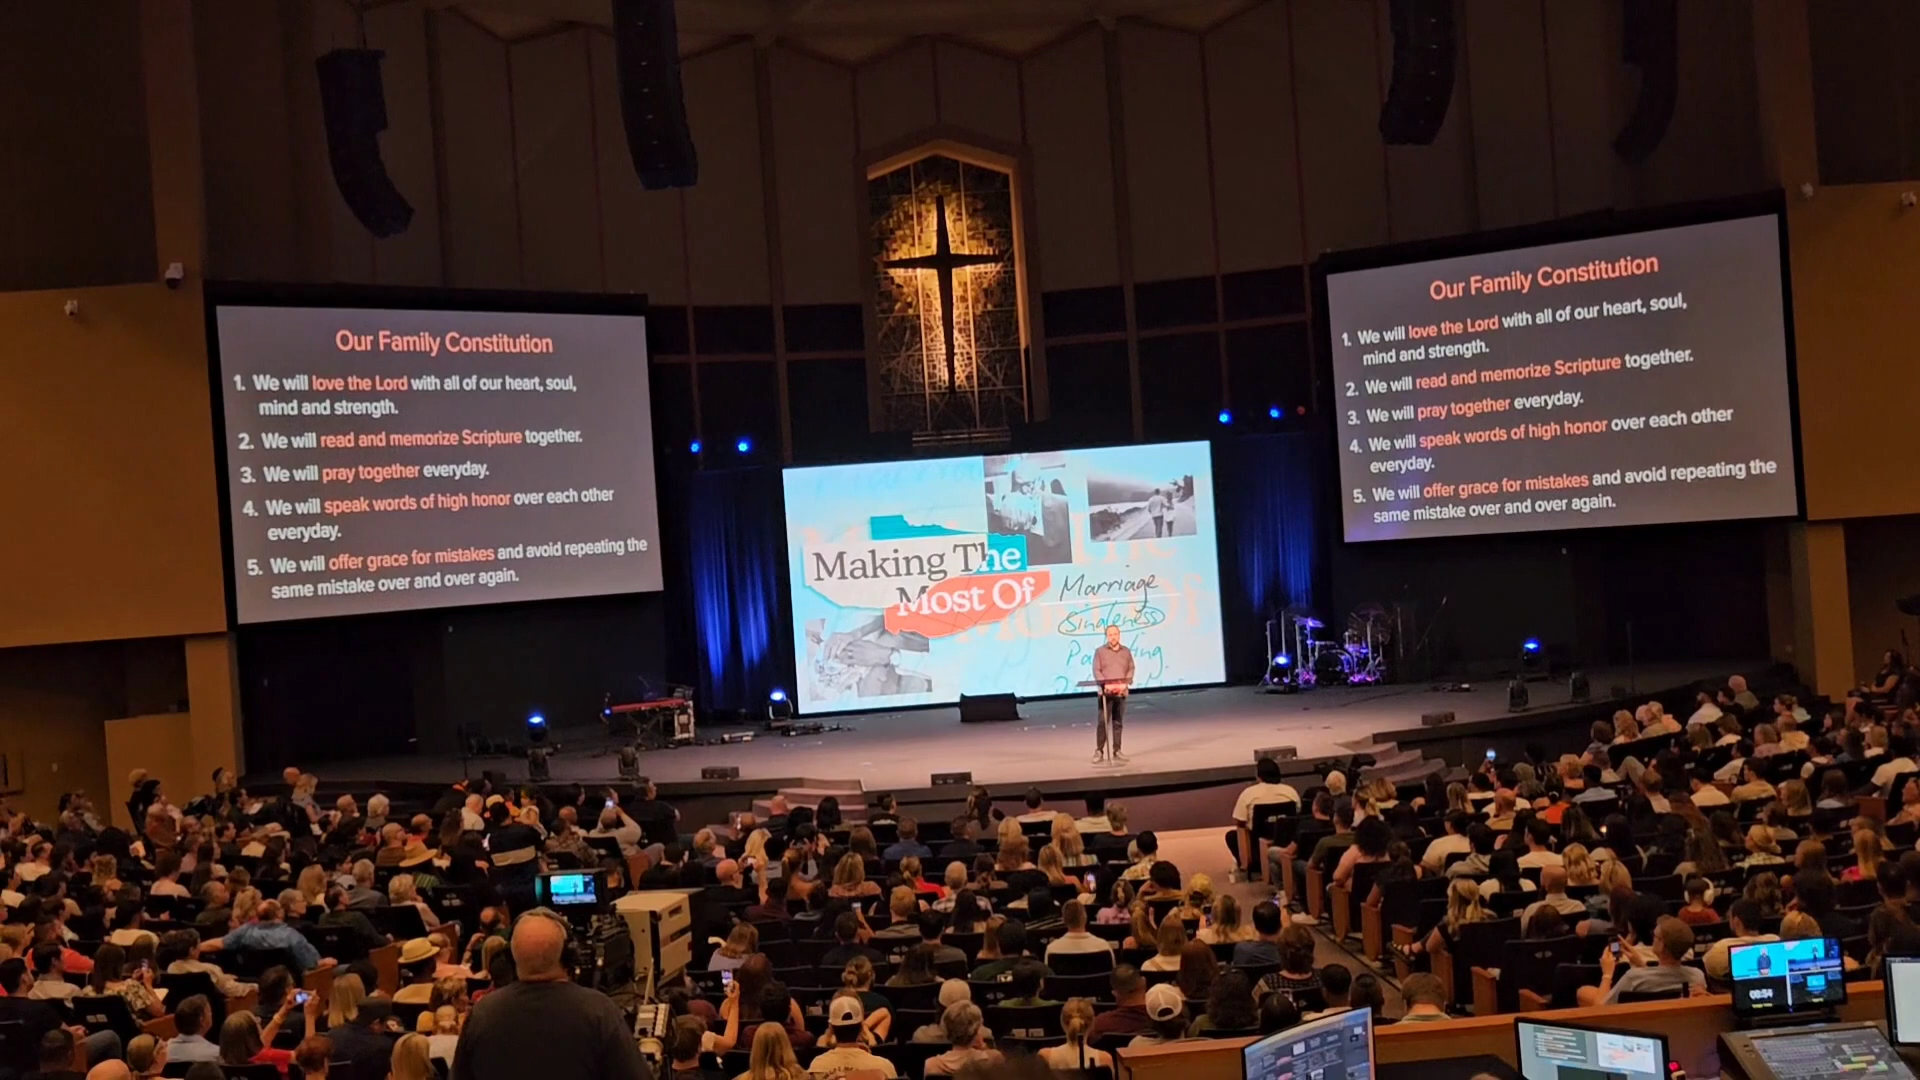 Our Family Constitution
1. We will love the Lord with all of our heart, soul,
mind and strength.
2. We will read and memorize Scripture together.
3. We will pray together everyday.
4. We will speak words of high honor over each other
everyday.
5. We will offer grace for mistakes and avoid repeating the
same mistake over and over again.
Making The
Most Of
Marriage
Singleness
Our Family Constitution
1. We will love the Lord with all of our heart, soul,
mind and strength.
2. We will read and memorize Scripture together.
3. We will pray together everyday.
4. We will speak words of high honor over each other
everyday.
5. We will offer grace for mistakes and avoid repeating the
same mistake over and over again.